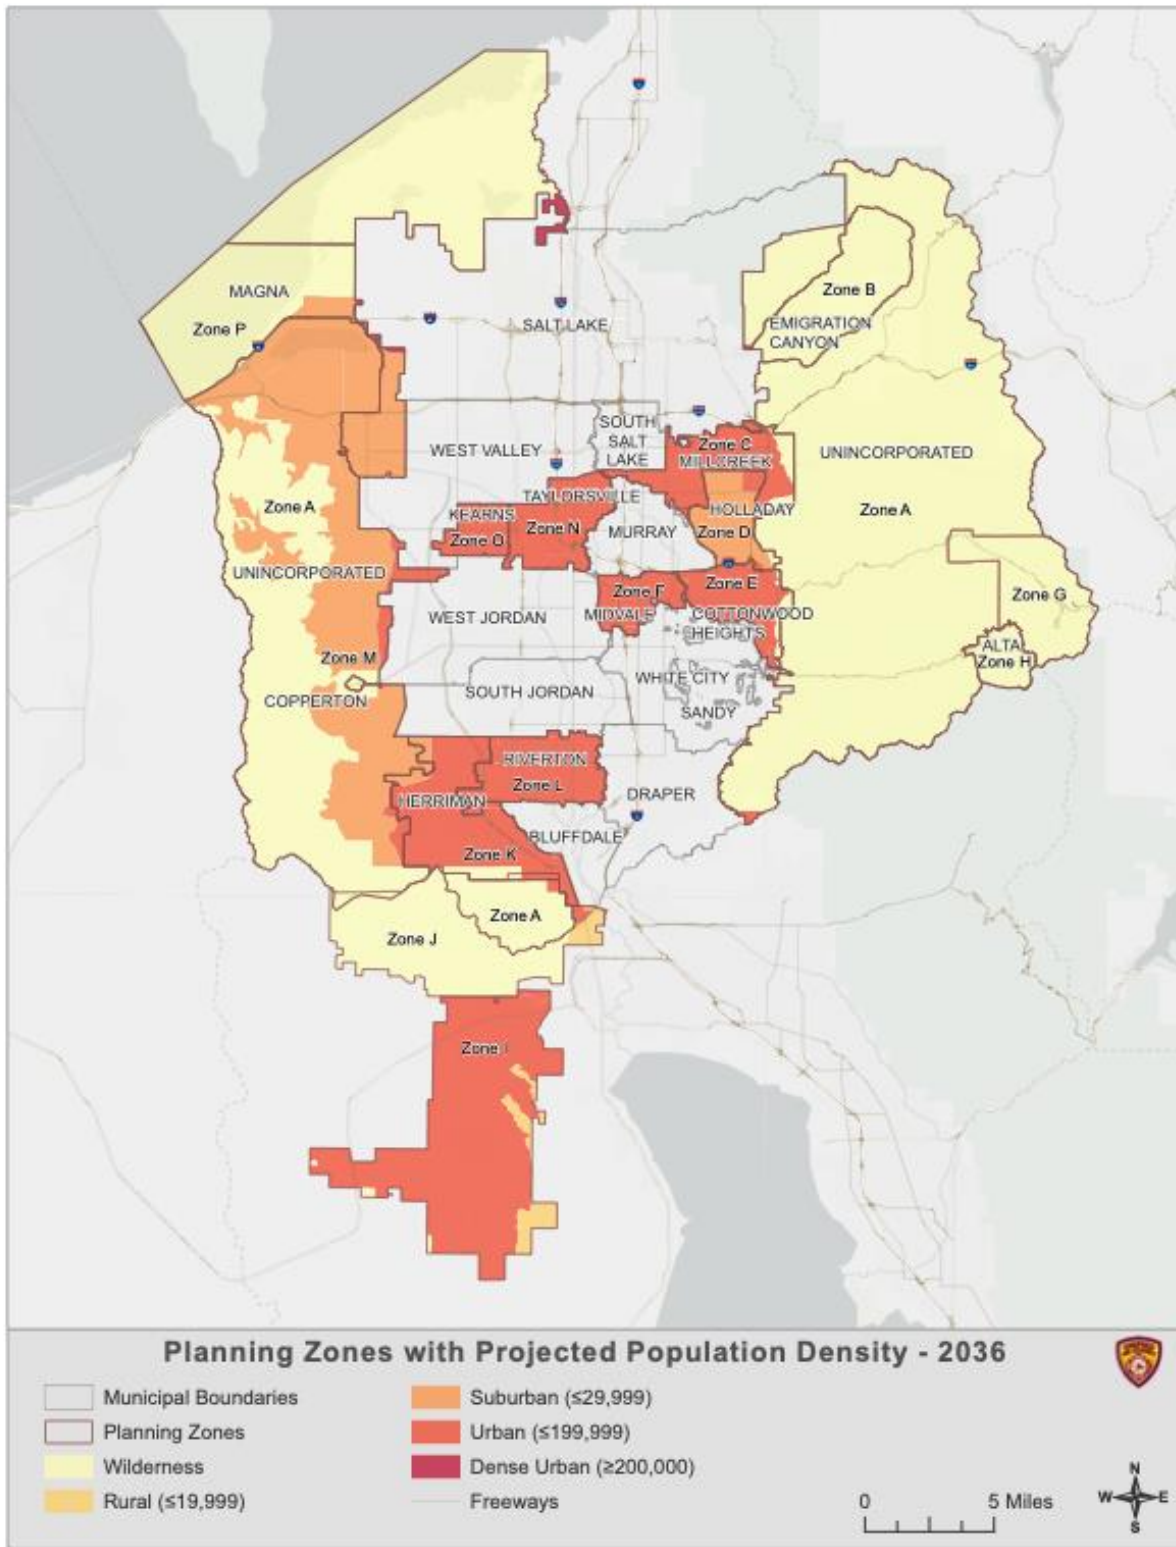 MAGNA
Zone P
SALT LAKE
Zone B
EMIGRATION
CANYON
SOUTH
SALT
LAKE
WEST VALLEY
Zone C
MILLCREEK
UNINCORPORATED
Zone A
TAYLORSVILLE
HOLLADAY
Zone A
KEARNS
Zone O
Zone N
MURRAY
Zone D
UNINCORPORATED
Zone F
MIDVALE
Zone E
COTTONWOOD
HEIGHTS
Zone G
WEST JORDAN
ALTA
Zone H
Zone M
COPPERTON
SOUTH JORDAN
WHITE CITY
SANDY
RIVERTON
Zone L
HERRIMAN
DRAPER
BLUFFDALE
Zone K
Zone A
Zone J
Zone I
Planning Zones with Projected Population Density - 2036
Municipal Boundaries
Planning Zones
Wilderness
Rural (≤19,999)
Suburban (≤29,999)
Urban (≤199,999)
Dense Urban (≥200,000)
Freeways
0 5 Miles
N
W E
S